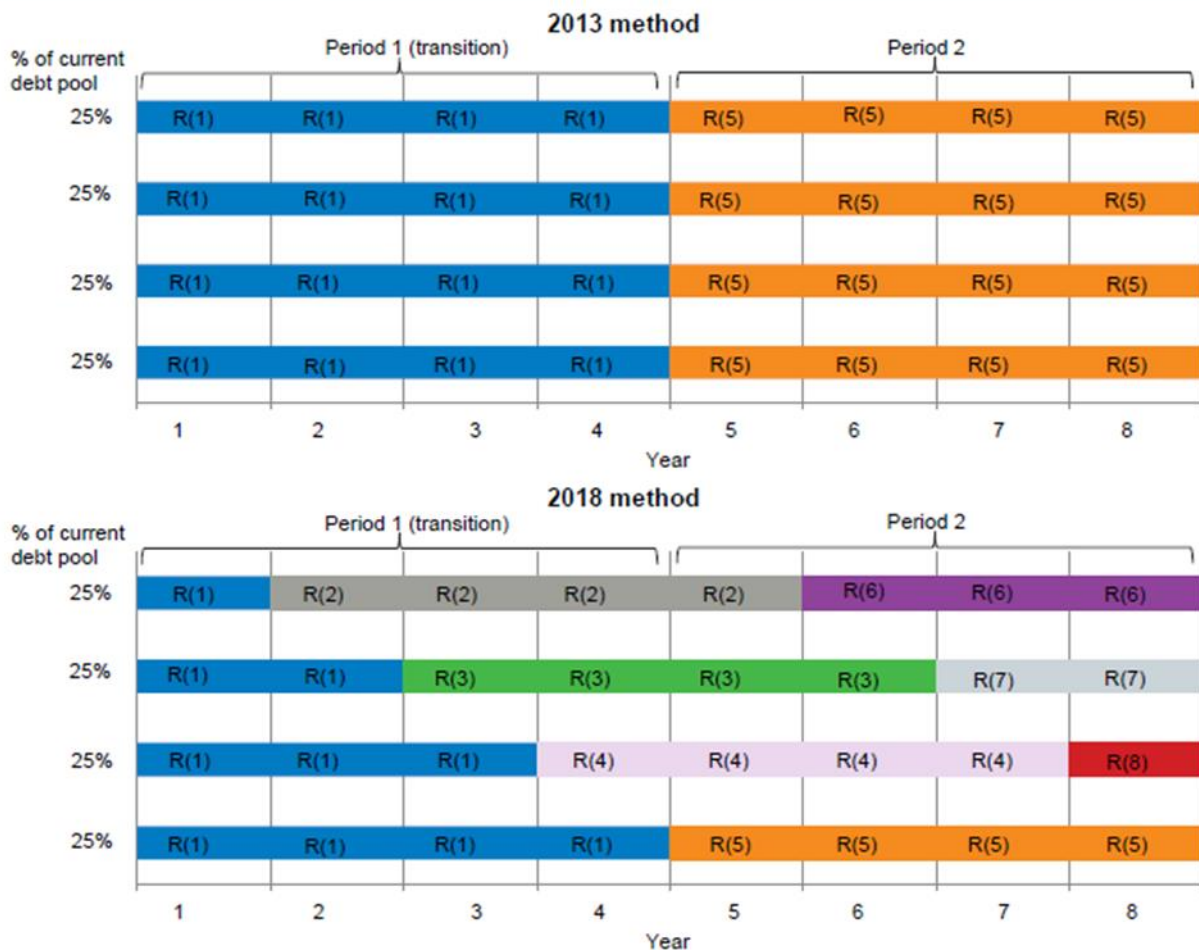 2013 method
% of current
debt pool
Period 1 (transition)
Period 2
25% R(1) R(1) R(1) R(1) R(5) R(5) R(5) R(5)
25% R(1) R(1) R(1) R(1) R(5) R(5) R(5) R(5)
25% R(1) R(1) R(1) R(1) R(5) R(5) R(5) R(5)
25% R(1) R(1) R(1) R(1) R(5) R(5) R(5) R(5)
1 2 3 4 5 6 7 8
Year
2018 method
% of current
debt pool
Period 1 (transition)
Period 2
25% R(1) R(2) R(2) R(2) R(2) R(6) R(6) R(6)
25% R(1) R(1) R(3) R(3) R(3) R(3) R(7) R(7)
25% R(1) R(1) R(1) R(4) R(4) R(4) R(4) R(8)
25% R(1) R(1) R(1) R(1) R(5) R(5) R(5) R(5)
1 2 3 4 5 6 7 8
Year